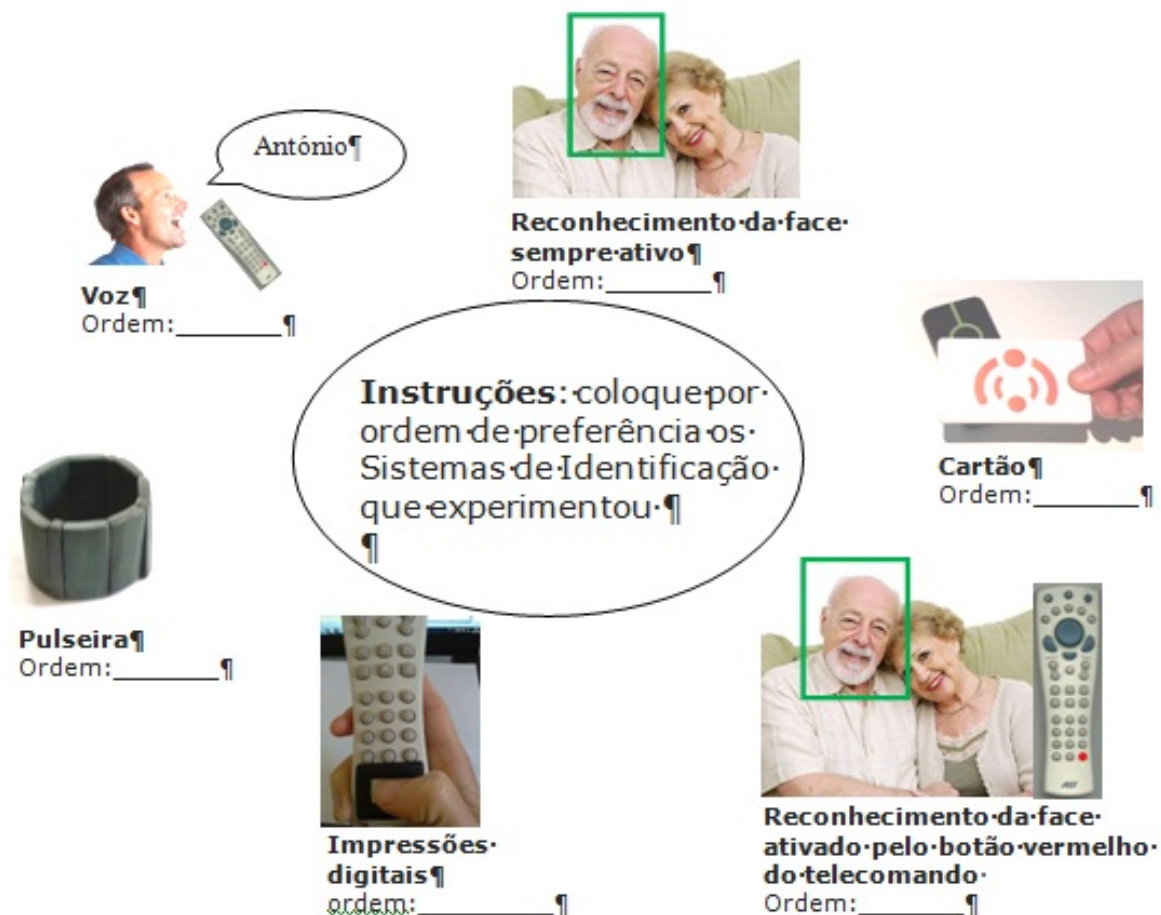 António¶
Voz¶
Ordem:________¶
Reconhecimento·da·face·
sempre·ativo¶
Ordem:________¶
Instruções:·coloque·por·
ordem·de·preferência·os·
Sistemas·de·Identificação·
que·experimentou·¶
¶
Cartão¶
Ordem:________¶
Pulseira¶
Ordem:________¶
Impressões·
digitais¶
ordem:__________¶
Reconhecimento·da·face·
ativado·pelo·botão·vermelho·
do·telecomando·
Ordem:_________¶